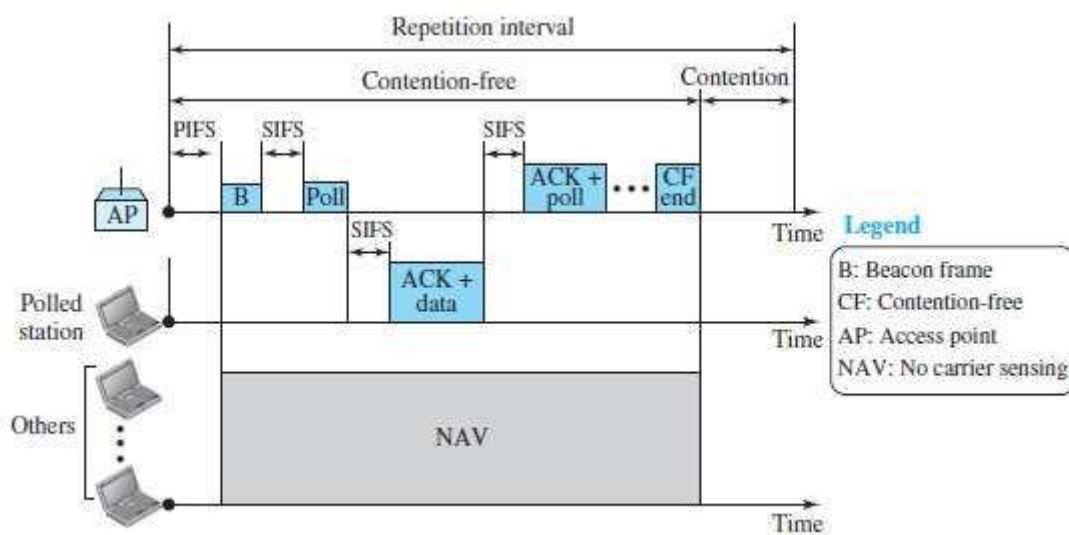 Repetition interval
Contention-free
Contention
PIFS
SIFS
SIFS
B
Poll
ACK +
poll
CF
end
AP
Time
SIFS
ACK +
data
Polled
station
Time
Others
NAV
Time
Legend
B: Beacon frame
CF: Contention-free
AP: Access point
NAV: No carrier sensing